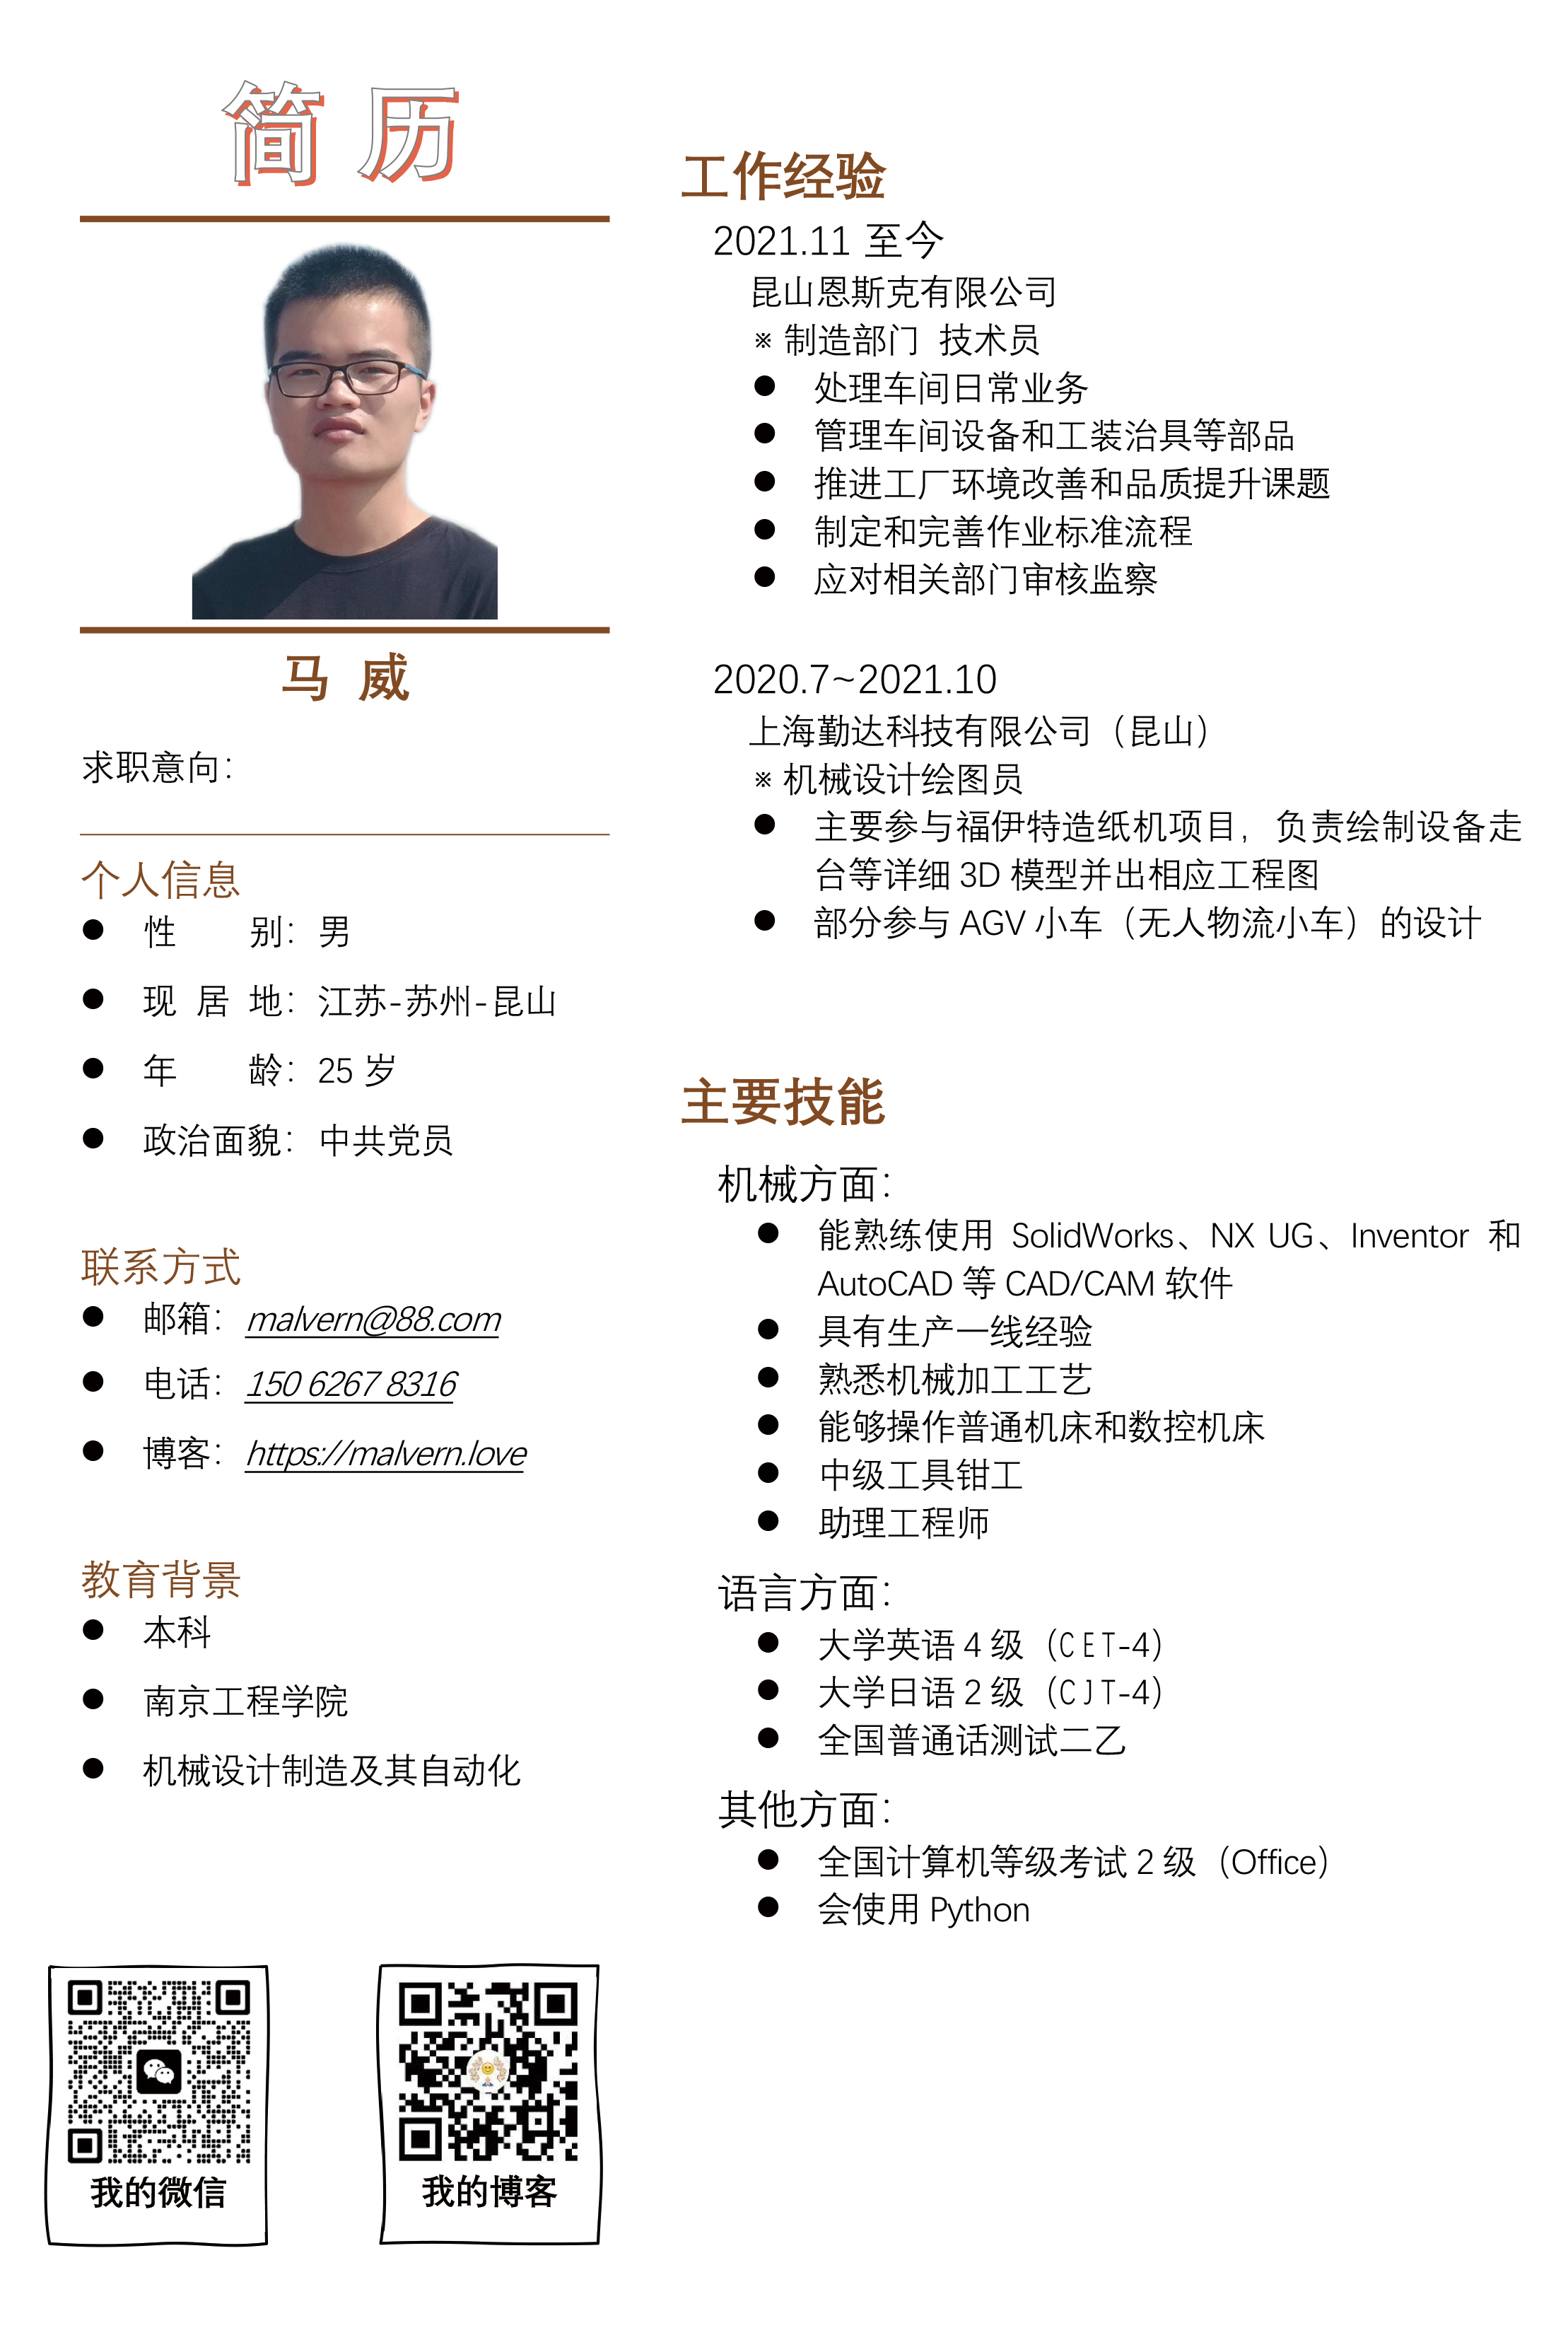 简 历
马 威
求职意向：
个人信息
● 性 别：男
● 现 居 地：江苏-苏州-昆山
● 年 龄：25 岁
● 政治面貌：中共党员
联系方式
● 邮箱：malvern@88.com
● 电话：150 6267 8316
● 博客：https://malvern.love
教育背景
● 本科
● 南京工程学院
● 机械设计制造及其自动化
我的微信
我的博客
工作经验
2021.11 至今
昆山恩斯克有限公司
※ 制造部门 技术员
● 处理车间日常业务
● 管理车间设备和工装治具等部品
● 推进工厂环境改善和品质提升课题
● 制定和完善作业标准流程
● 应对相关部门审核监察
2020.7~2021.10
上海勤达科技有限公司（昆山）
※ 机械设计绘图员
● 主要参与福伊特造纸机项目，负责绘制设备走
台等详细 3D 模型并出相应工程图
● 部分参与 AGV 小车（无人物流小车）的设计
主要技能
机械方面：
● 能熟练使用 SolidWorks、NX UG、Inventor 和
AutoCAD 等 CAD/CAM 软件
● 具有生产一线经验
● 熟悉机械加工工艺
● 能够操作普通机床和数控机床
● 中级工具钳工
● 助理工程师
语言方面：
● 大学英语 4 级（CET-4）
● 大学日语 2 级（CJT-4）
● 全国普通话测试二乙
其他方面：
● 全国计算机等级考试 2 级（Office）
● 会使用 Python